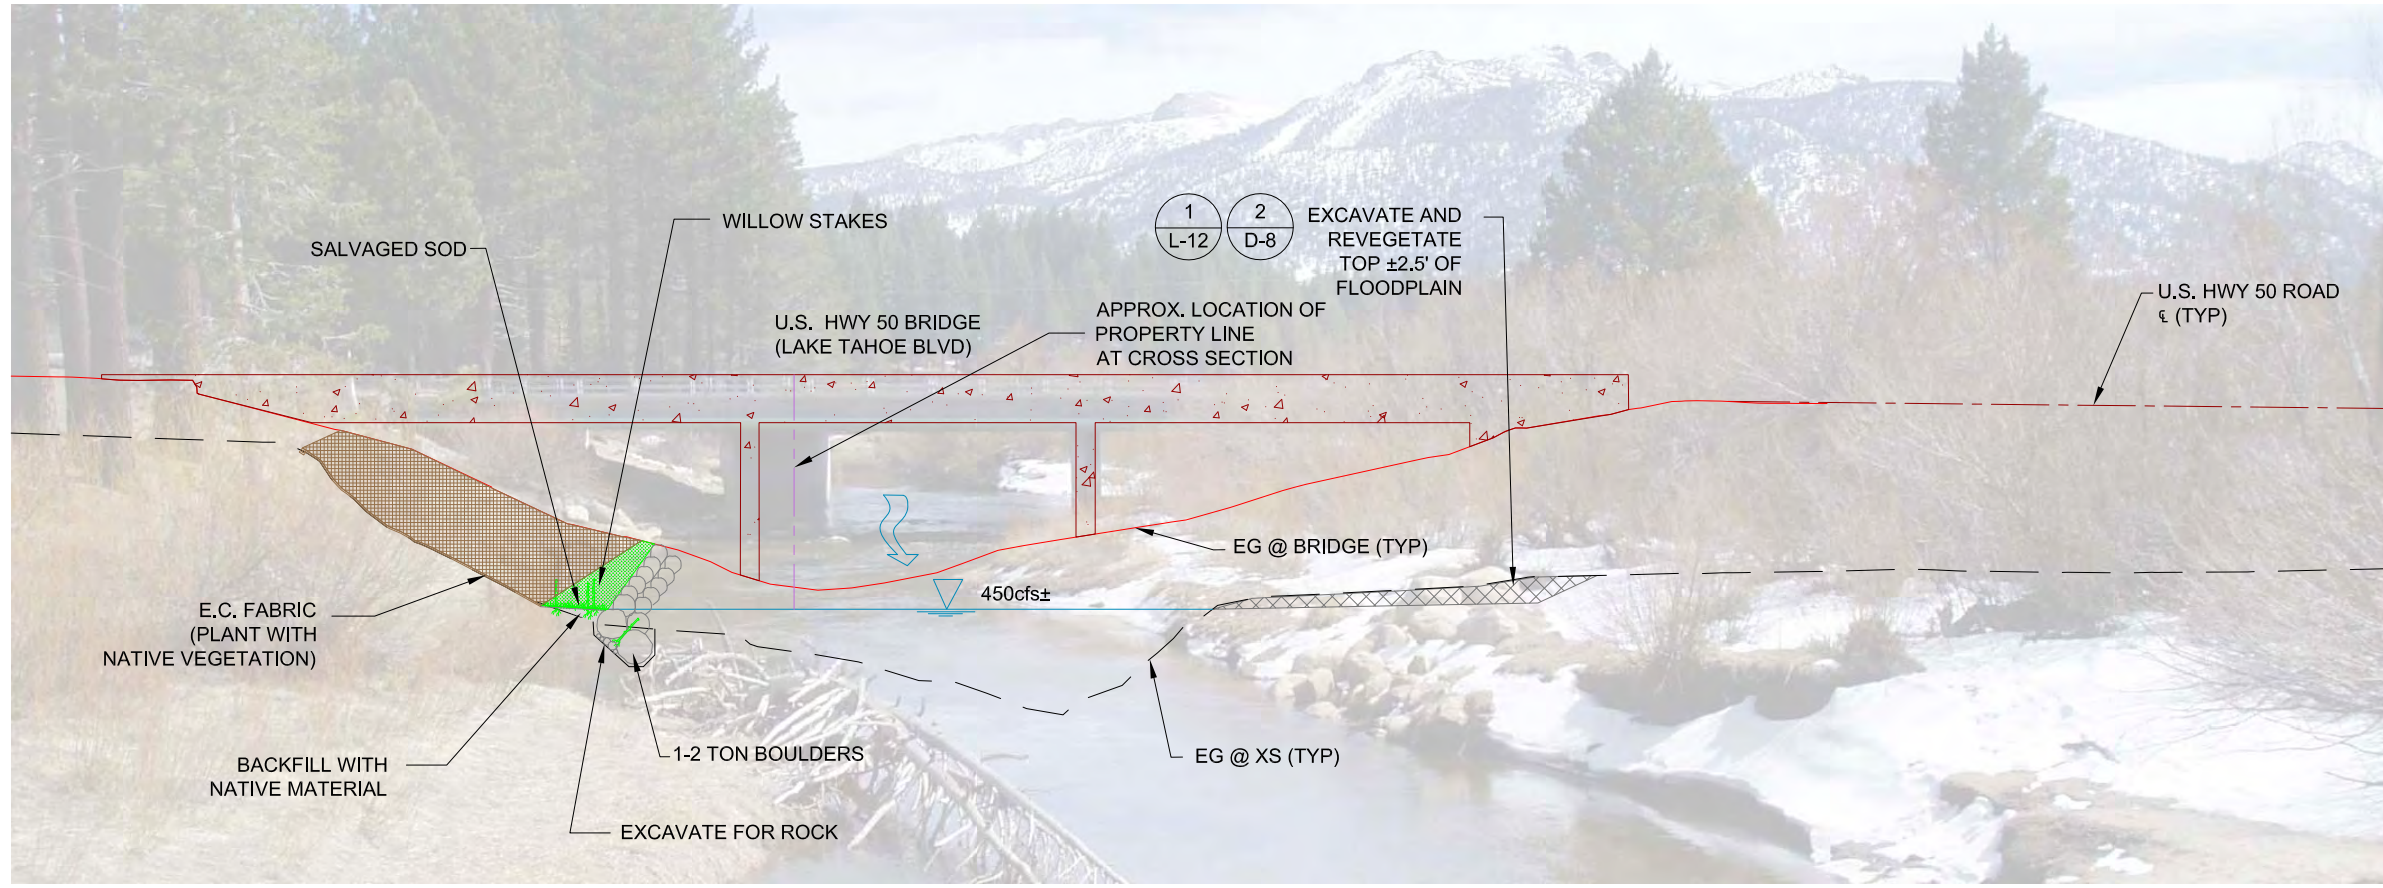 WILLOW STAKES
SALVAGED SOD
1
L-12
2
D-8
EXCAVATE AND
REVEGETATE
TOP ±2.5' OF
FLOODPLAIN
U.S. HWY 50 ROAD
℄ (TYP)
U.S. HWY 50 BRIDGE
(LAKE TAHOE BLVD)
APPROX. LOCATION OF
PROPERTY LINE
AT CROSS SECTION
EG @ BRIDGE (TYP)
450cfs±
E.C. FABRIC
(PLANT WITH
NATIVE VEGETATION)
1-2 TON BOULDERS
EG @ XS (TYP)
BACKFILL WITH
NATIVE MATERIAL
EXCAVATE FOR ROCK